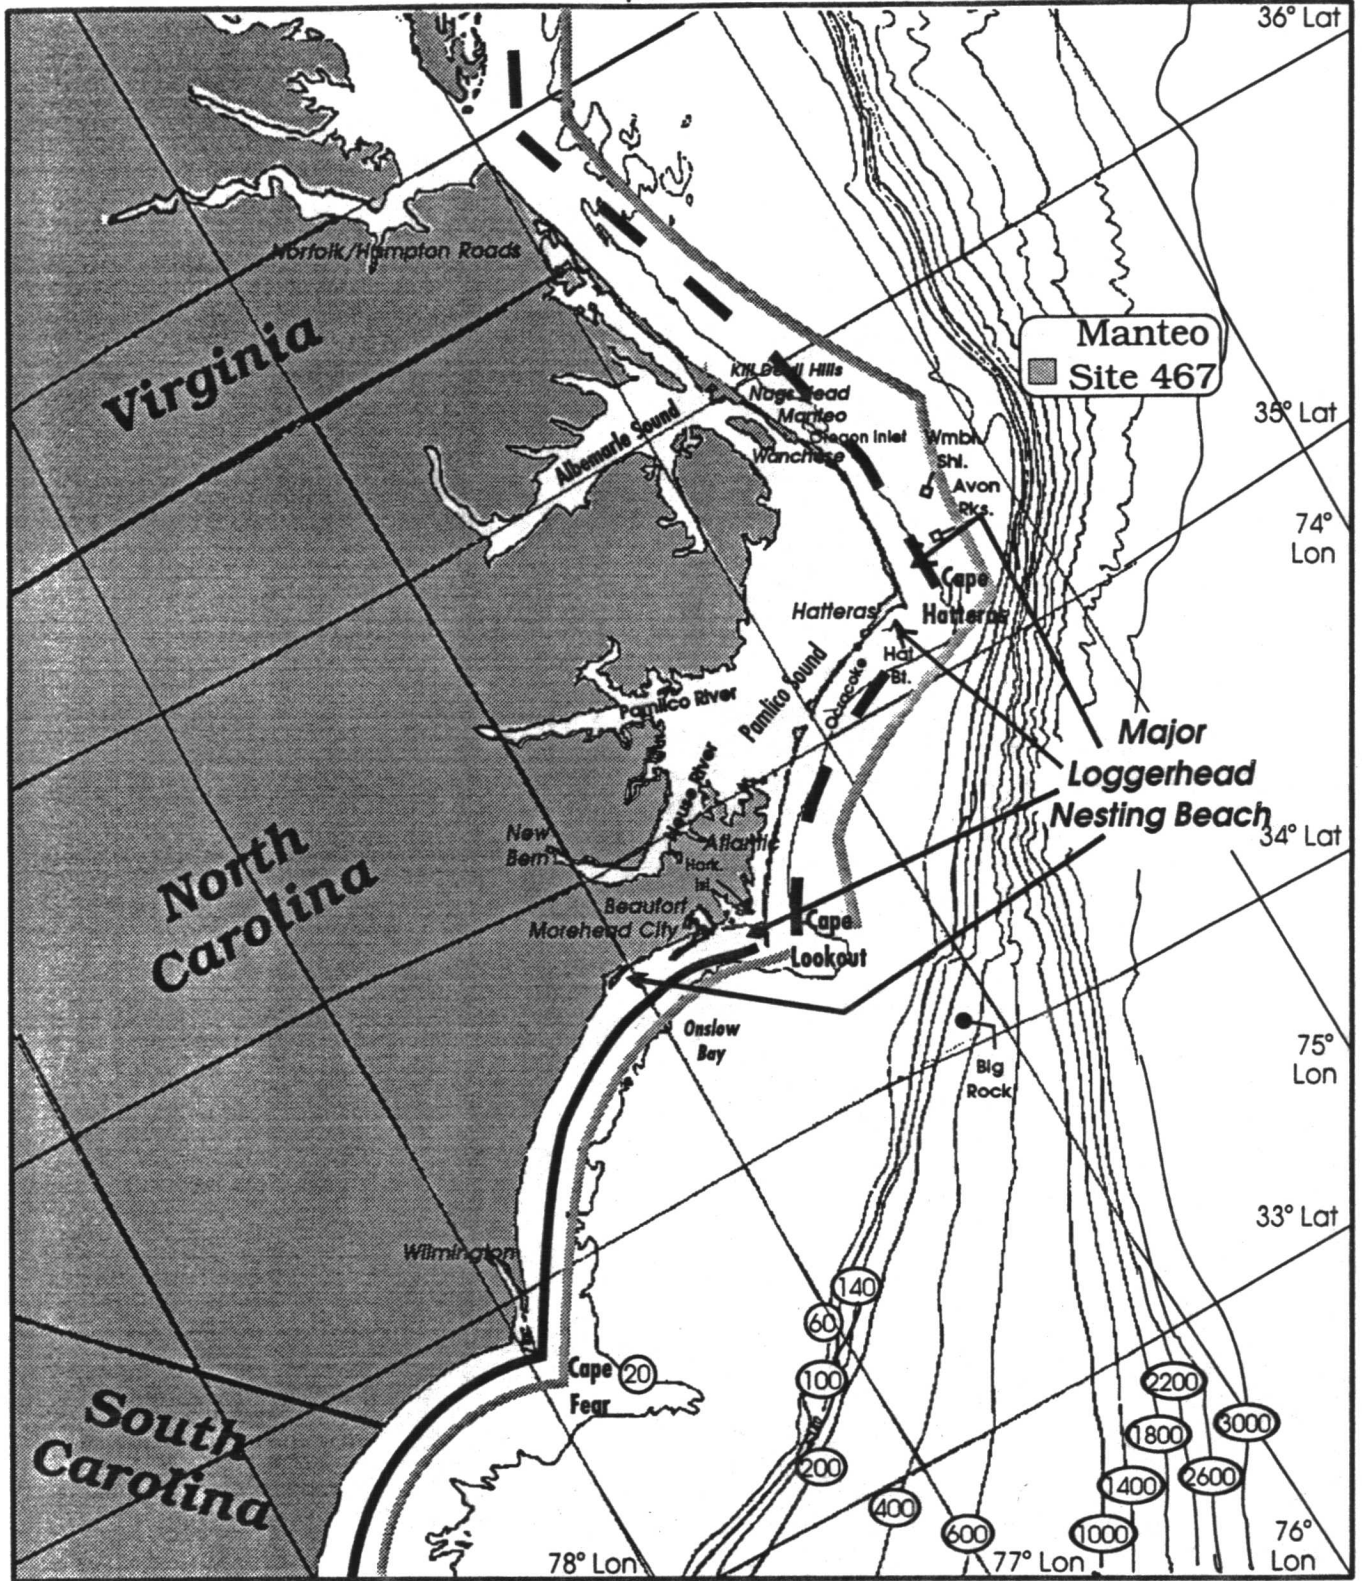 36° Lat
Norfolk/Hampton Roads
Virginia
Manteo
Site 467
Kill Devil Hills
Nags Head
Manteo
Oregon Inlet
Wanchese
Albemarle Sound
35° Lat
Wmbl.
Shl.
Avon
Rks.
74°
Lon
Cape
Hatteras
Hatteras
Hat.
Bt.
Ocracoke
Pamlico Sound
Pamlico River
Neuse River
Major
Loggerhead
Nesting Beach
34° Lat
New
Bern
Atlantic
Hark.
Isl.
Beaufort
Morehead City
North
Carolina
Cape
Lookout
Onslow
Bay
Big
Rock
75°
Lon
33° Lat
Wilmington
140
60
100
200
Cape
Fear
20
South
Carolina
2200
3000
1800
2600
1400
400
600
1000
78° Lon
77° Lon
76°
Lon